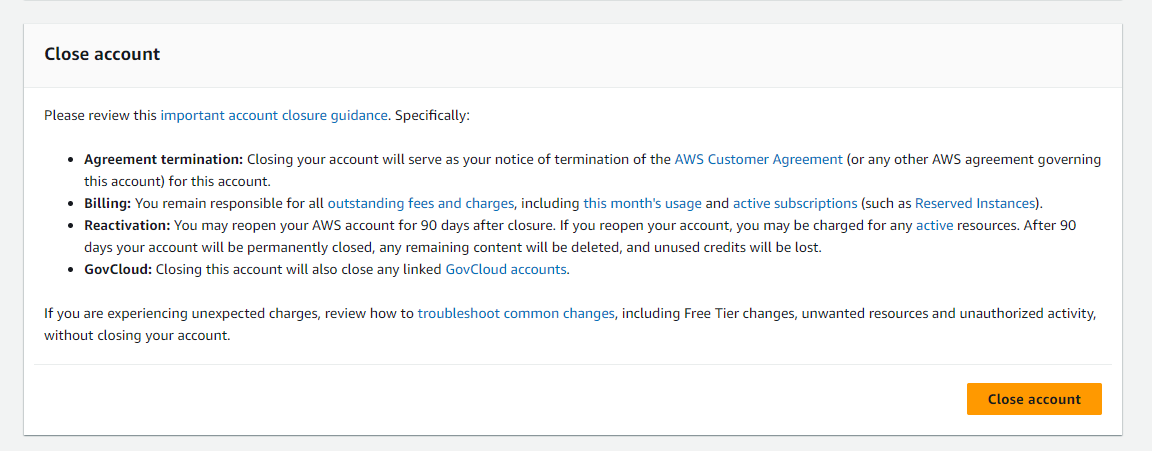 Close account
Please review this important account closure guidance. Specifically:
• Agreement termination: Closing your account will serve as your notice of termination of the AWS Customer Agreement (or any other AWS agreement governing
this account) for this account.
• Billing: You remain responsible for all outstanding fees and charges, including this month's usage and active subscriptions (such as Reserved Instances).
• Reactivation: You may reopen your AWS account for 90 days after closure. If you reopen your account, you may be charged for any active resources. After 90
days your account will be permanently closed, any remaining content will be deleted, and unused credits will be lost.
• GovCloud: Closing this account will also close any linked GovCloud accounts.
If you are experiencing unexpected charges, review how to troubleshoot common changes, including Free Tier changes, unwanted resources and unauthorized activity,
without closing your account.
Close account